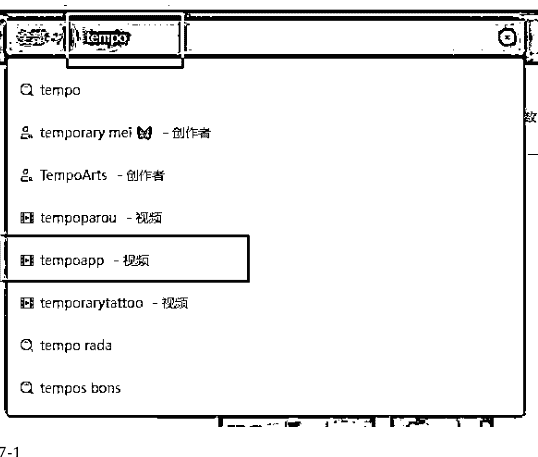 tempo
tempo
temporary mei - 创作者
TempoArts - 创作者
数
tempoparou - 视频
tempoapp - 视频
temporarytattoo - 视频
tempo rada
tempos bons
7-1